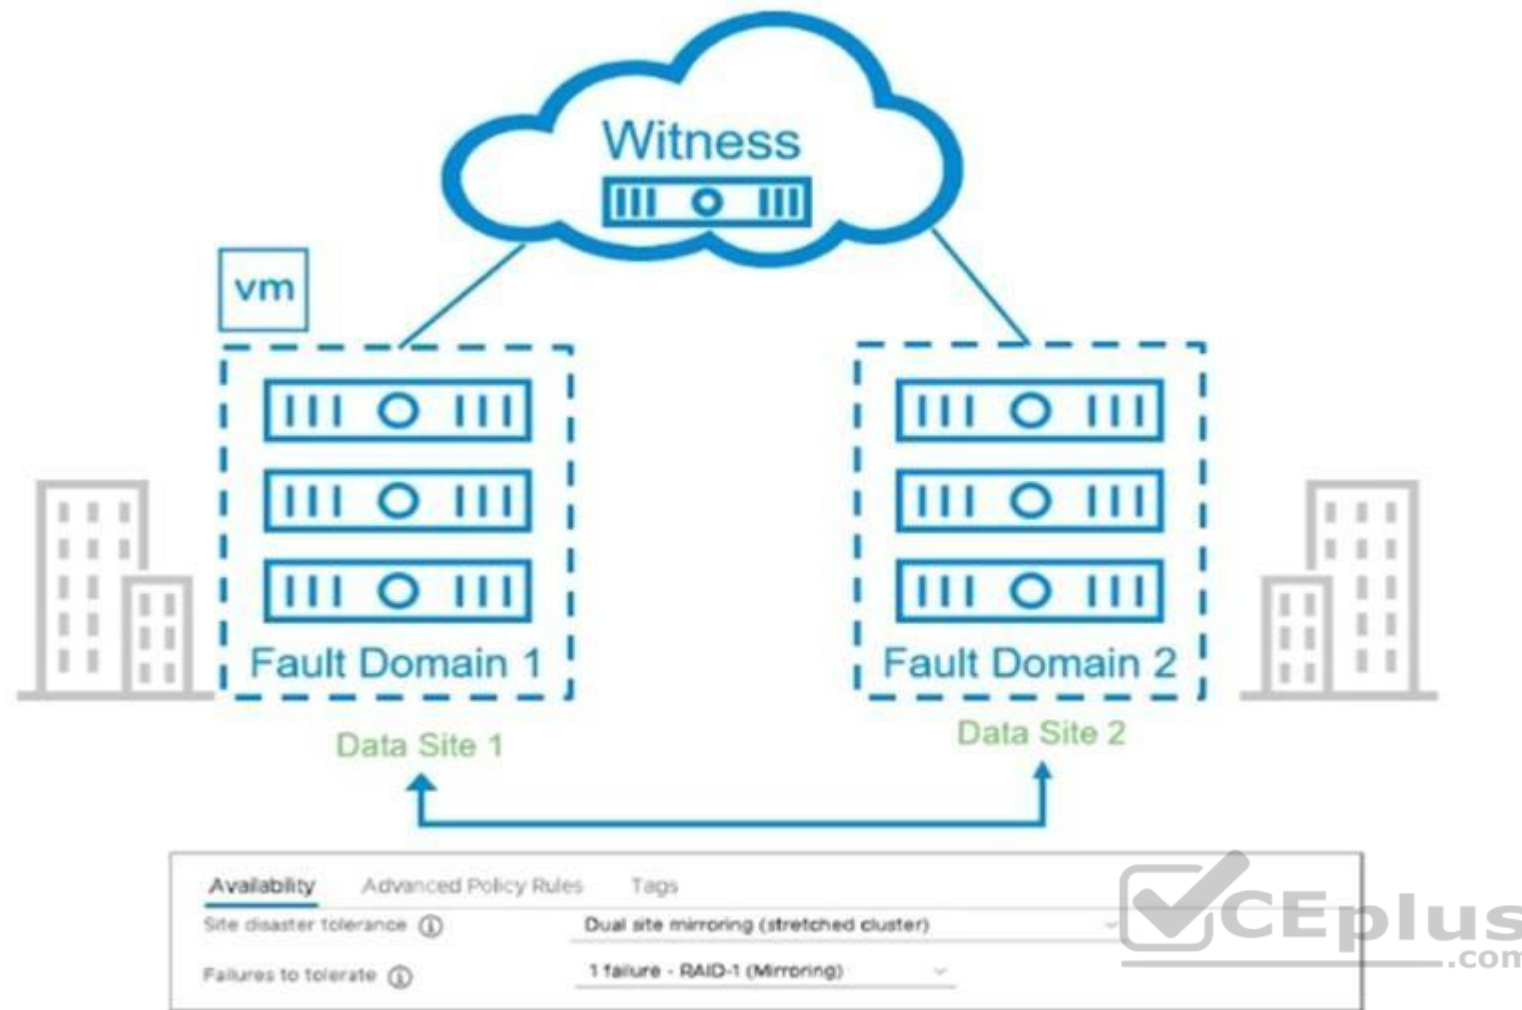 Witness
vm
Fault Domain 1
Fault Domain 2
Data Site 1
Data Site 2
Availability Advanced Policy Rules Tags
Site disaster tolerance Dual site mirroring (stretched cluster)
Failures to tolerate 1 failure - RAID-1 (Mirroring)
CEplus
.com